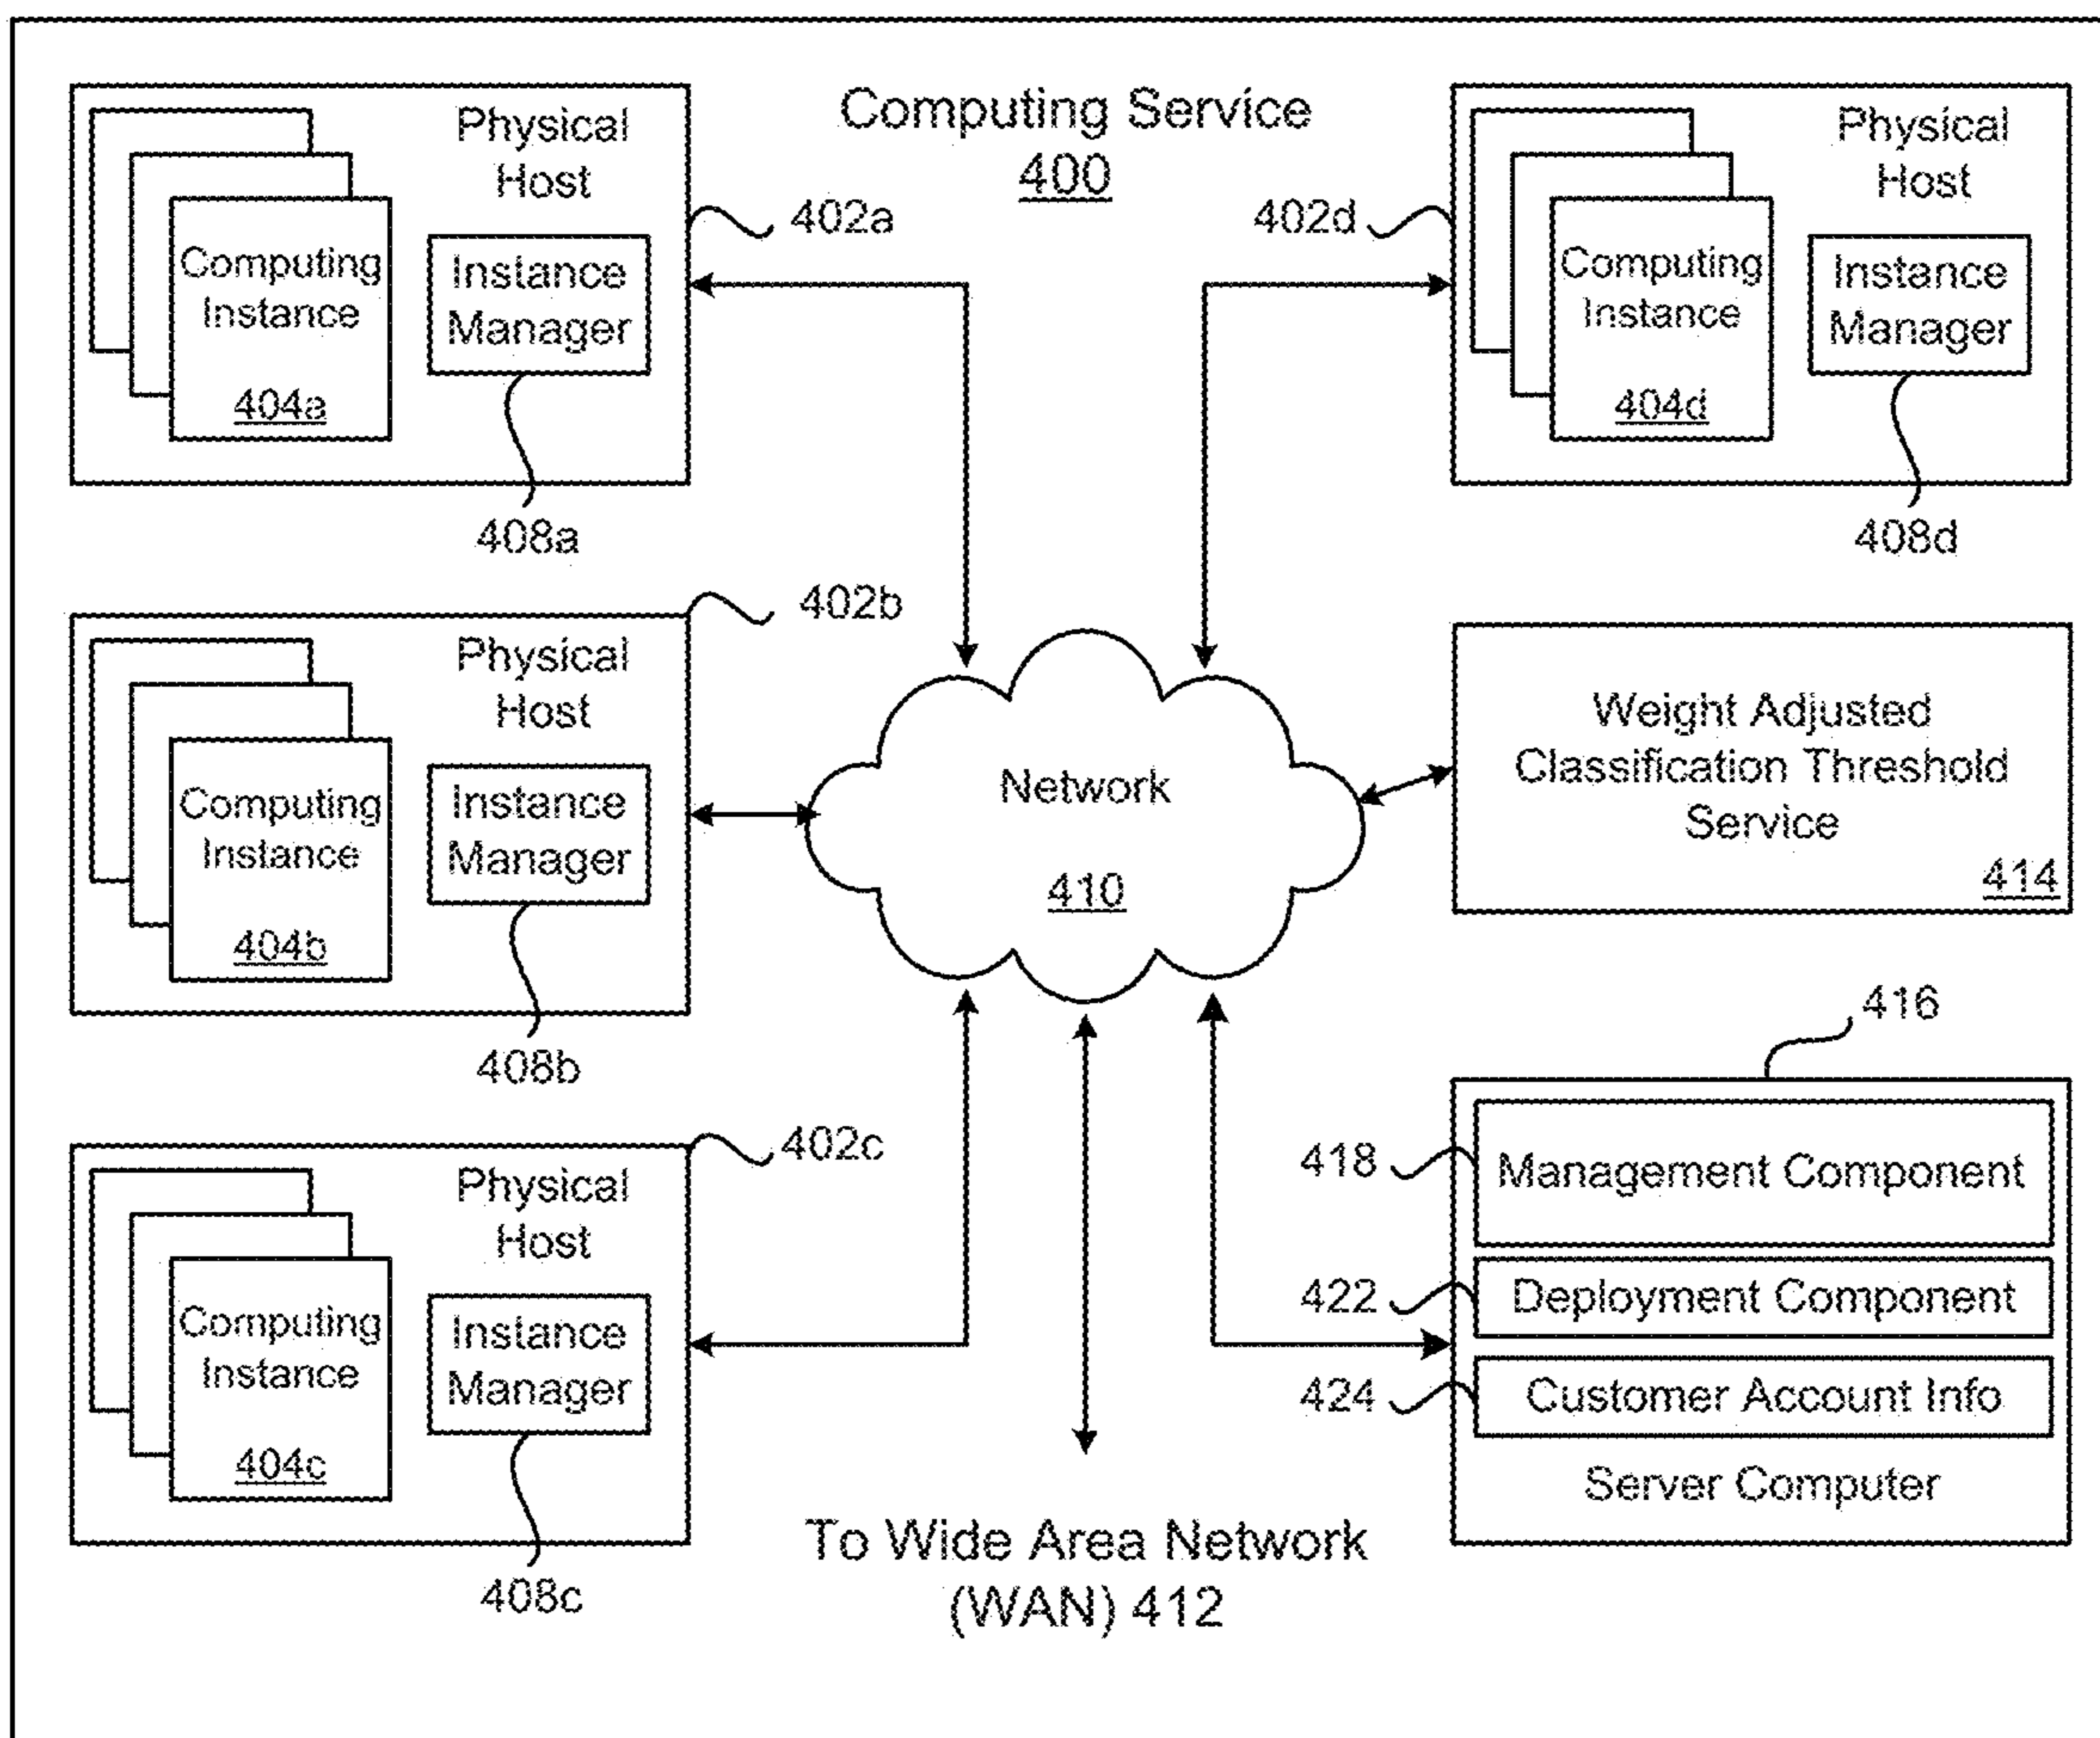 Computing Service
400
Physical
Host
Computing
Instance
404a
Instance
Manager
402a
408a
Physical
Host
Computing
Instance
404d
Instance
Manager
402d
408d
Physical
Host
Computing
Instance
404b
Instance
Manager
402b
408b
Network
410
Weight Adjusted
Classification Threshold
Service
414
Physical
Host
Computing
Instance
404c
Instance
Manager
402c
408c
416
418
Management Component
422
Deployment Component
424
Customer Account Info
Server Computer
To Wide Area Network
(WAN) 412